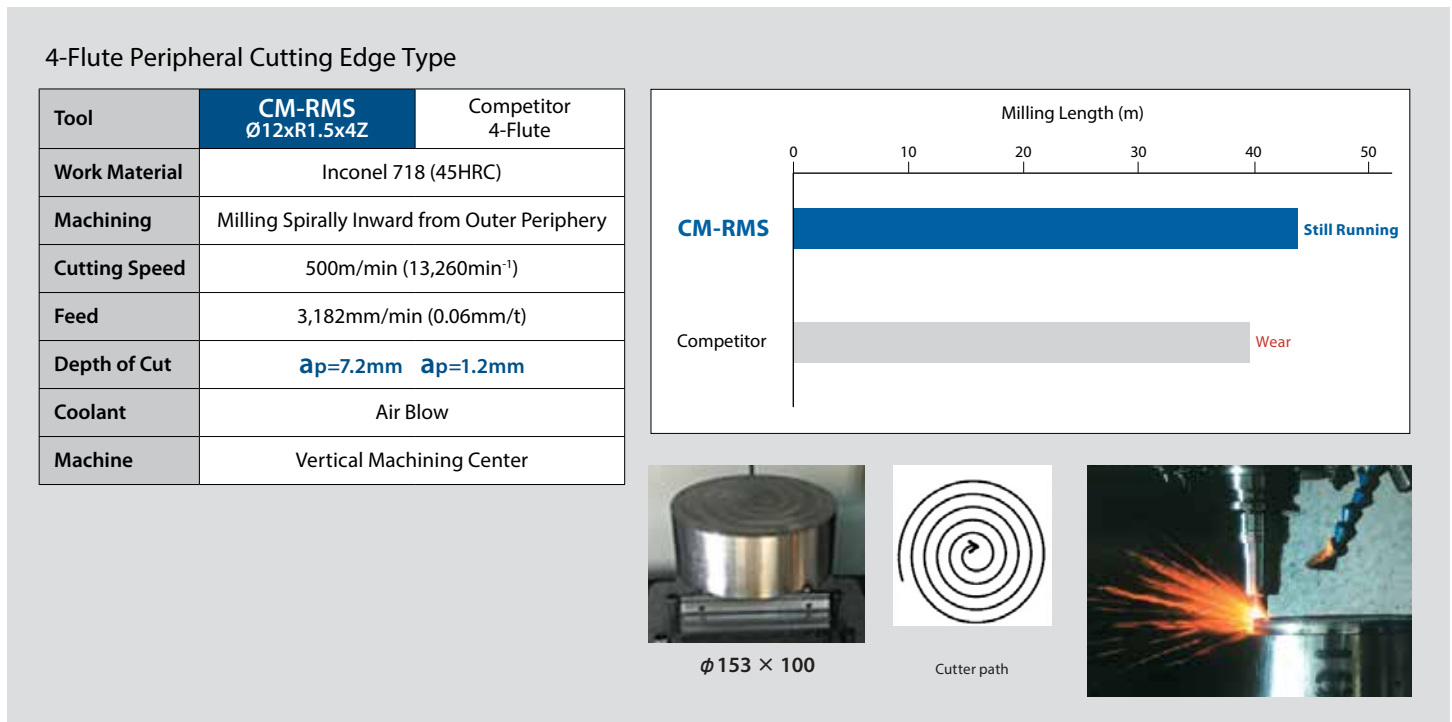 4-Flute Peripheral Cutting Edge Type
Tool
CM-RMS
Ø12xR1.5x4Z
Competitor
4-Flute
Work Material
Inconel 718 (45HRC)
Machining
Milling Spirally Inward from Outer Periphery
Cutting Speed
500m/min (13,260min⁻¹)
Feed
3,182mm/min (0.06mm/t)
Depth of Cut
ap=7.2mm ap=1.2mm
Coolant
Air Blow
Machine
Vertical Machining Center
Milling Length (m)
0 10 20 30 40 50
CM-RMS
Still Running
Competitor
Wear
ϕ153 × 100
Cutter path